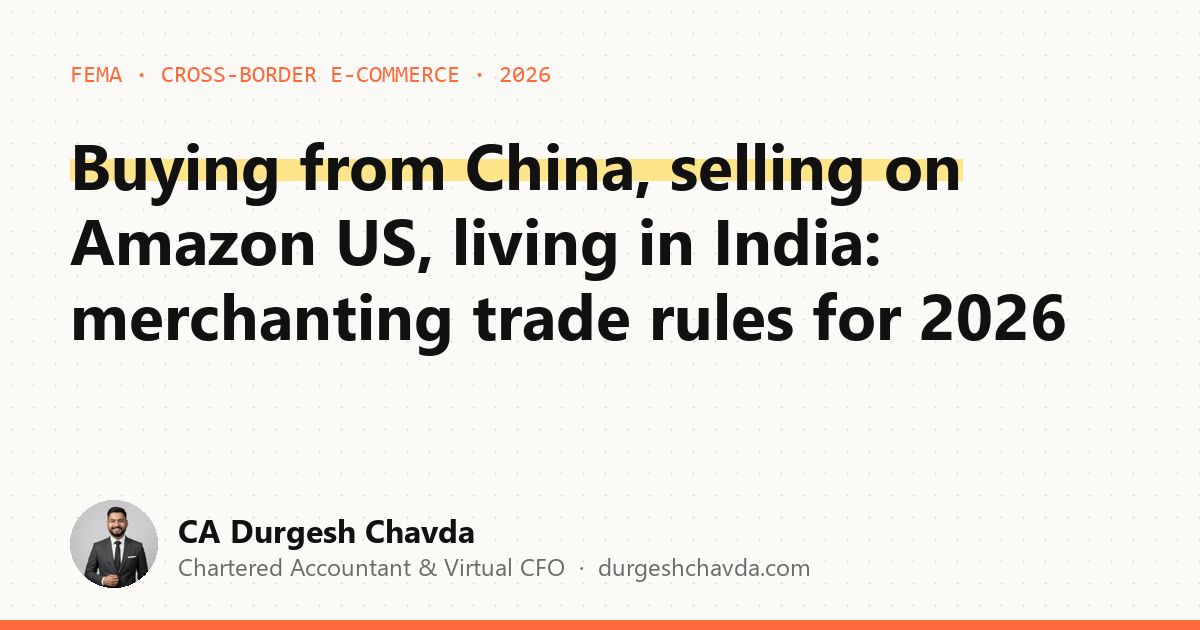 FEMA · CROSS-BORDER E-COMMERCE · 2026
Buying from China, selling on
Amazon US, living in India:
merchanting trade rules for 2026
CA Durgesh Chavda
Chartered Accountant & Virtual CFO · durgeshchavda.com